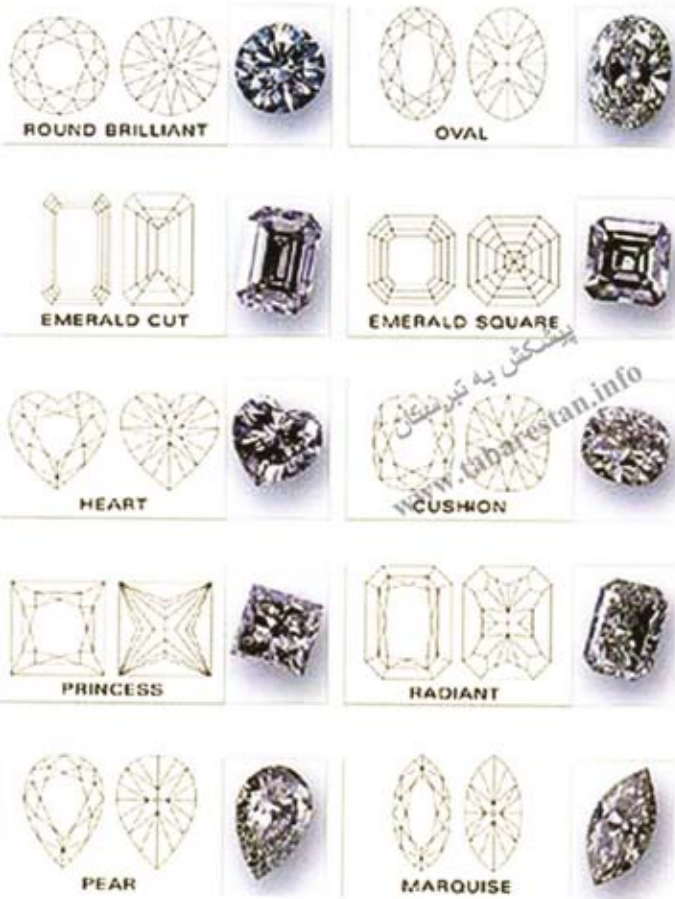 ROUND BRILLIANT
OVAL
EMERALD CUT
EMERALD SQUARE
پیشکش به تبرستان
www.tabarestan.info
HEART
CUSHION
PRINCESS
RADIANT
PEAR
MARQUISE